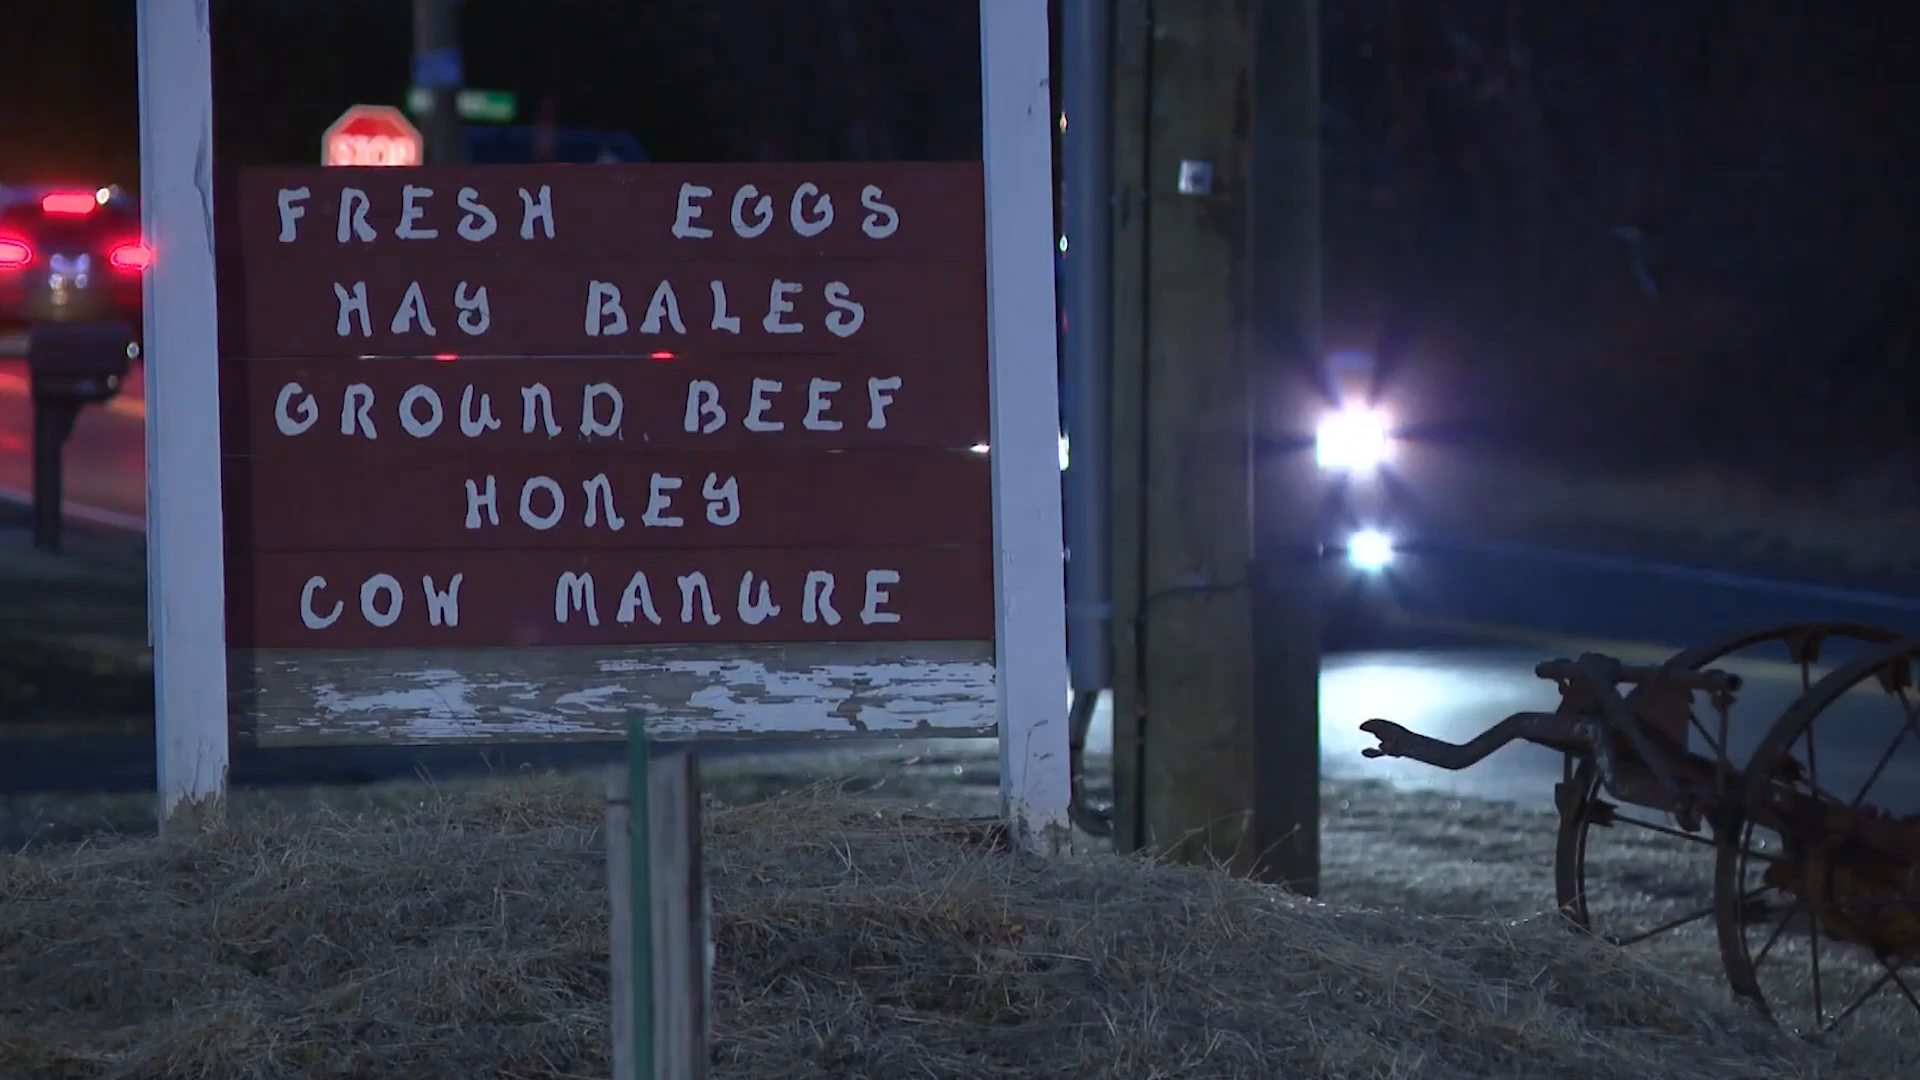 STOP
FRESH EGGS
HAY BALES
GROUND BEEF
HONEY
COW MANURE